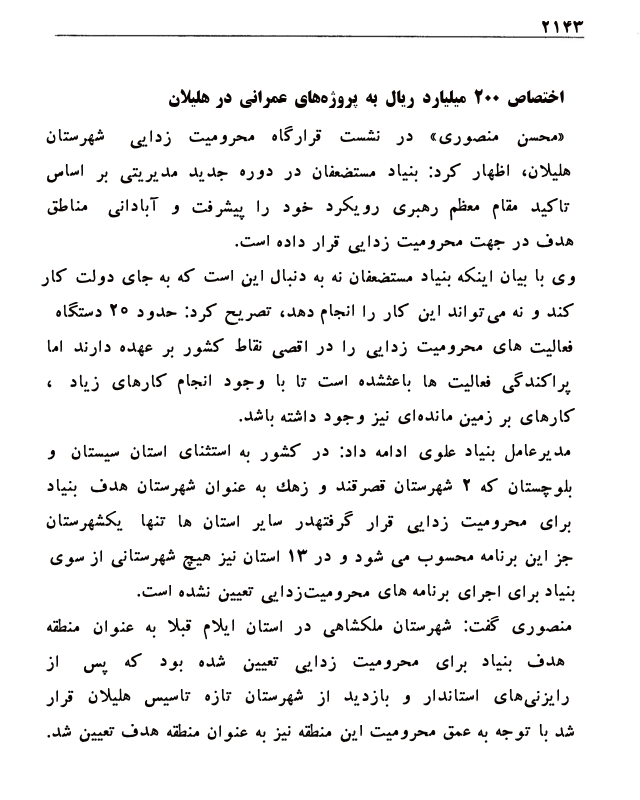 ۲۱۴۳
اختصاص ۲۰۰ میلیارد ریال به پروژه‌های عمرانی در هلیلان
«محسن منصوری» در نشست قرارگاه محرومیت زدایی شهرستان
هلیلان، اظهار کرد: بنیاد مستضعفان در دوره جدید مدیریتی بر اساس
تاکید مقام معظم رهبری رویکرد خود را پیشرفت و آبادانی مناطق
هدف در جهت محرومیت زدایی قرار داده است.
وی با بیان اینکه بنیاد مستضعفان نه به دنبال این است که به جای دولت کار
کند و نه می‌تواند این کار را انجام دهد، تصریح کرد: حدود ۲۵ دستگاه
فعالیت های محرومیت زدایی را در اقصی نقاط کشور بر عهده دارند اما
پراکندگی فعالیت ها باعثشده است تا با وجود انجام کارهای زیاد ،
کارهای بر زمین مانده‌ای نیز وجود داشته باشد.
مدیرعامل بنیاد علوی ادامه داد: در کشور به استثنای استان سیستان و
بلوچستان که ۲ شهرستان قصرقند و زهك به عنوان شهرستان هدف بنیاد
برای محرومیت زدایی قرار گرفتهدر سایر استان ها تنها یکشهرستان
جز این برنامه محسوب می شود و در ۱۳ استان نیز هیچ شهرستانی از سوی
بنیاد برای اجرای برنامه های محرومیت‌زدایی تعیین نشده است.
منصوری گفت: شهرستان ملکشاهی در استان ایلام قبلا به عنوان منطقه
هدف بنیاد برای محرومیت زدایی تعیین شده بود که پس از
رایزنی‌های استاندار و بازدید از شهرستان تازه تاسیس هلیلان قرار
شد با توجه به عمق محرومیت این منطقه نیز به عنوان منطقه هدف تعیین شد.